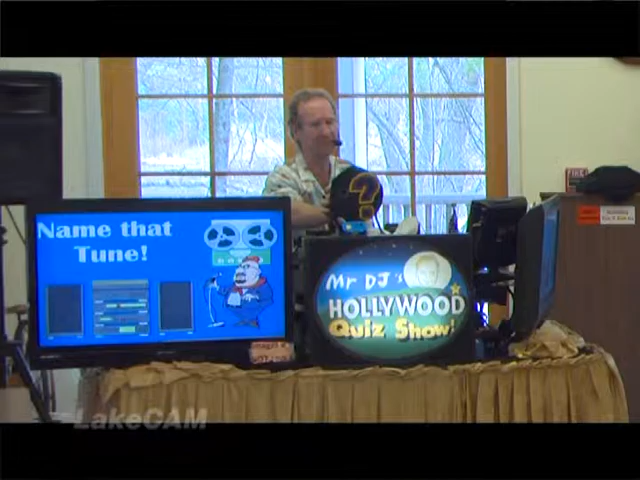 Name that
Tune!
?
Mr DJ's
HOLLYWOOD
Quiz Show!
LakeCAM